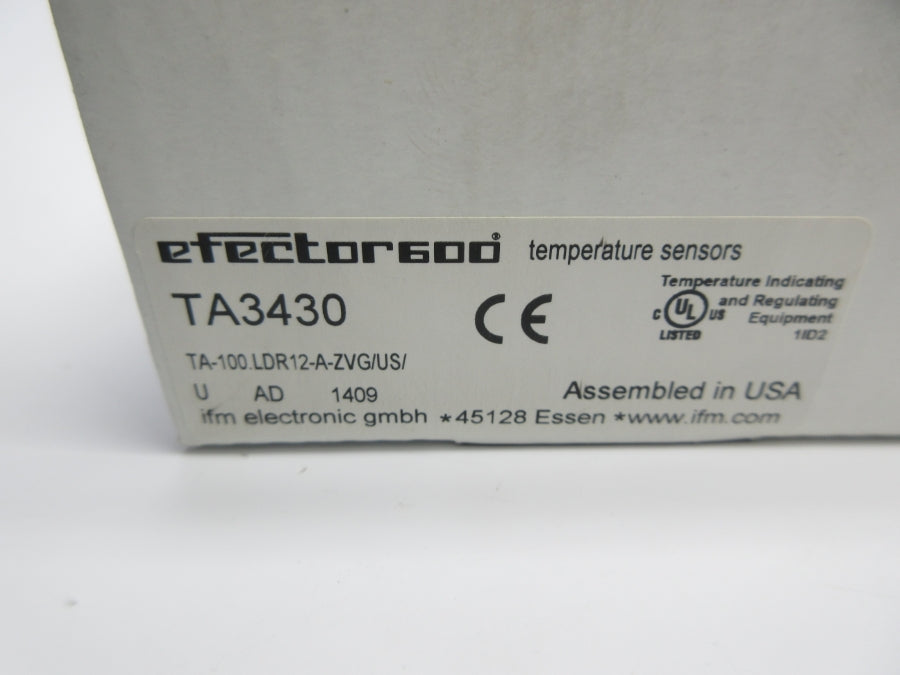 efector600® temperature sensors
TA3430
CE
Temperature Indicating
and Regulating
Equipment
1ID2
C UL US
LISTED
TA-100.LDR12-A-ZVG/US/
U AD 1409
Assembled in USA
ifm electronic gmbh *45128 Essen *www.ifm.com